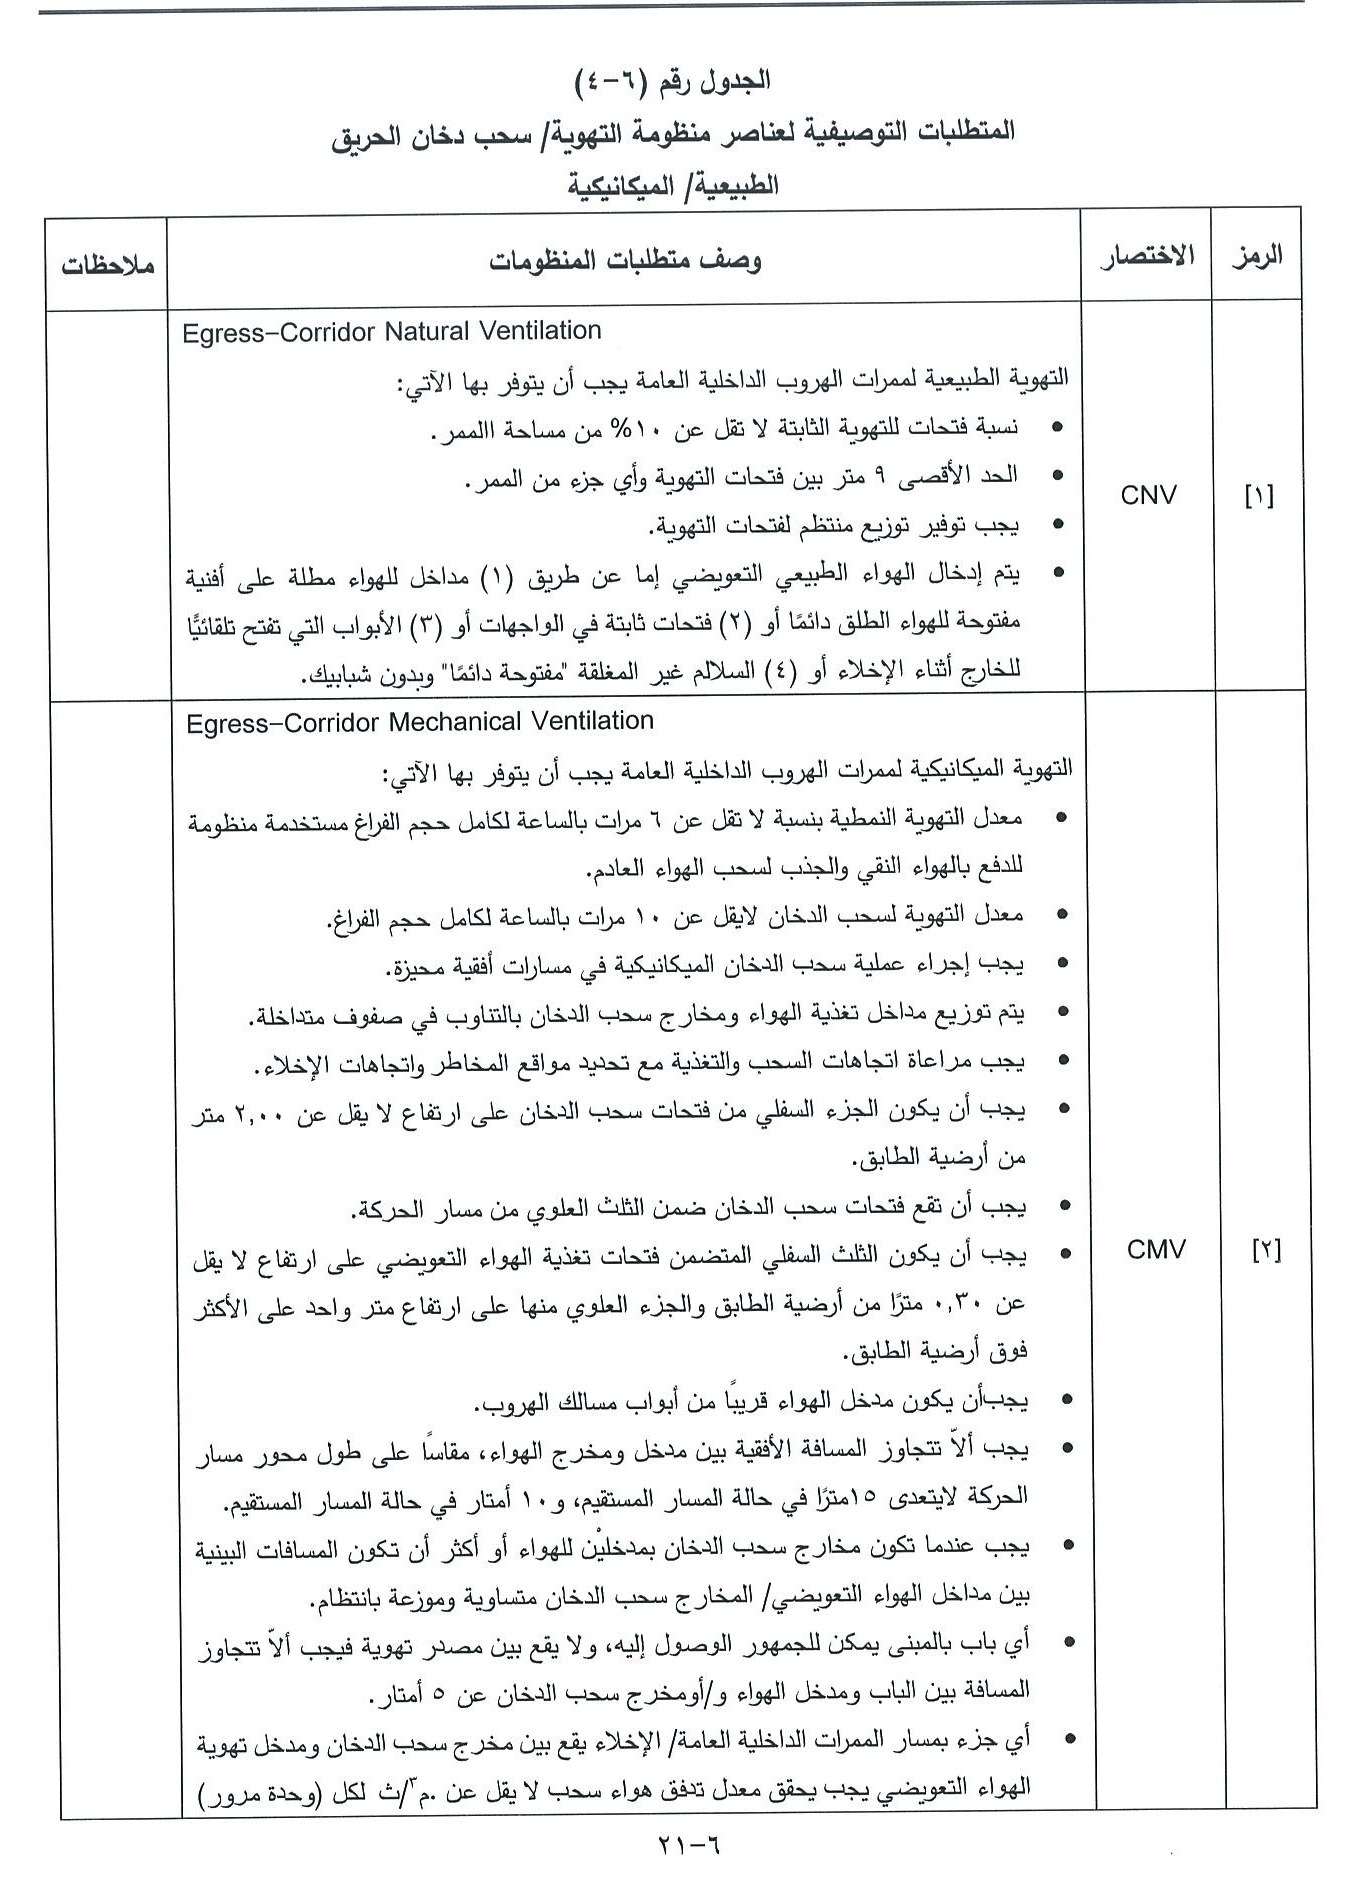 الجدول رقم (٦-٤)
المتطلبات التوصيفية لعناصر منظومة التهوية/ سحب دخان الحريق
الطبيعية/ الميكانيكية
الرمز
الاختصار
وصف متطلبات المنظومات
ملاحظات
[١]
CNV
Egress-Corridor Natural Ventilation
التهوية الطبيعية لممرات الهروب الداخلية العامة يجب أن يتوفر بها الآتي:
• نسبة فتحات للتهوية الثابتة لا تقل عن ١٠% من مساحة االممر.
• الحد الأقصى ٩ متر بين فتحات التهوية وأي جزء من الممر.
• يجب توفير توزيع منتظم لفتحات التهوية.
• يتم إدخال الهواء الطبيعي التعويضي إما عن طريق (١) مداخل للهواء مطلة على أفنية
مفتوحة للهواء الطلق دائمًا أو (٢) فتحات ثابتة في الواجهات أو (٣) الأبواب التي تفتح تلقائيًّا
للخارج أثناء الإخلاء أو (٤) السلالم غير المغلقة "مفتوحة دائمًا" وبدون شبابيك.
[٢]
CMV
Egress-Corridor Mechanical Ventilation
التهوية الميكانيكية لممرات الهروب الداخلية العامة يجب أن يتوفر بها الآتي:
• معدل التهوية النمطية بنسبة لا تقل عن ٦ مرات بالساعة لكامل حجم الفراغ مستخدمة منظومة
للدفع بالهواء النقي والجذب لسحب الهواء العادم.
• معدل التهوية لسحب الدخان لايقل عن ١٠ مرات بالساعة لكامل حجم الفراغ.
• يجب إجراء عملية سحب الدخان الميكانيكية في مسارات أفقية محيزة.
• يتم توزيع مداخل تغذية الهواء ومخارج سحب الدخان بالتناوب في صفوف متداخلة.
• يجب مراعاة اتجاهات السحب والتغذية مع تحديد مواقع المخاطر واتجاهات الإخلاء.
• يجب أن يكون الجزء السفلي من فتحات سحب الدخان على ارتفاع لا يقل عن ٢,٠٠ متر
من أرضية الطابق.
• يجب أن تقع فتحات سحب الدخان ضمن الثلث العلوي من مسار الحركة.
• يجب أن يكون الثلث السفلي المتضمن فتحات تغذية الهواء التعويضي على ارتفاع لا يقل
عن ٠,٣٠ مترًا من أرضية الطابق والجزء العلوي منها على ارتفاع متر واحد على الأكثر
فوق أرضية الطابق.
• يجبأن يكون مدخل الهواء قريبًا من أبواب مسالك الهروب.
• يجب ألاّ تتجاوز المسافة الأفقية بين مدخل ومخرج الهواء، مقاسًا على طول محور مسار
الحركة لايتعدى ١٥مترًا في حالة المسار المستقيم، و١٠ أمتار في حالة المسار المستقيم.
• يجب عندما تكون مخارج سحب الدخان بمدخليْن للهواء أو أكثر أن تكون المسافات البينية
بين مداخل الهواء التعويضي/ المخارج سحب الدخان متساوية وموزعة بانتظام.
• أي باب بالمبنى يمكن للجمهور الوصول إليه، ولا يقع بين مصدر تهوية فيجب ألاّ تتجاوز
المسافة بين الباب ومدخل الهواء و/أومخرج سحب الدخان عن ٥ أمتار.
• أي جزء بمسار الممرات الداخلية العامة/ الإخلاء يقع بين مخرج سحب الدخان ومدخل تهوية
الهواء التعويضي يجب يحقق معدل تدفق هواء سحب لا يقل عن .م٣/ث لكل (وحدة مرور)
٦-٢١